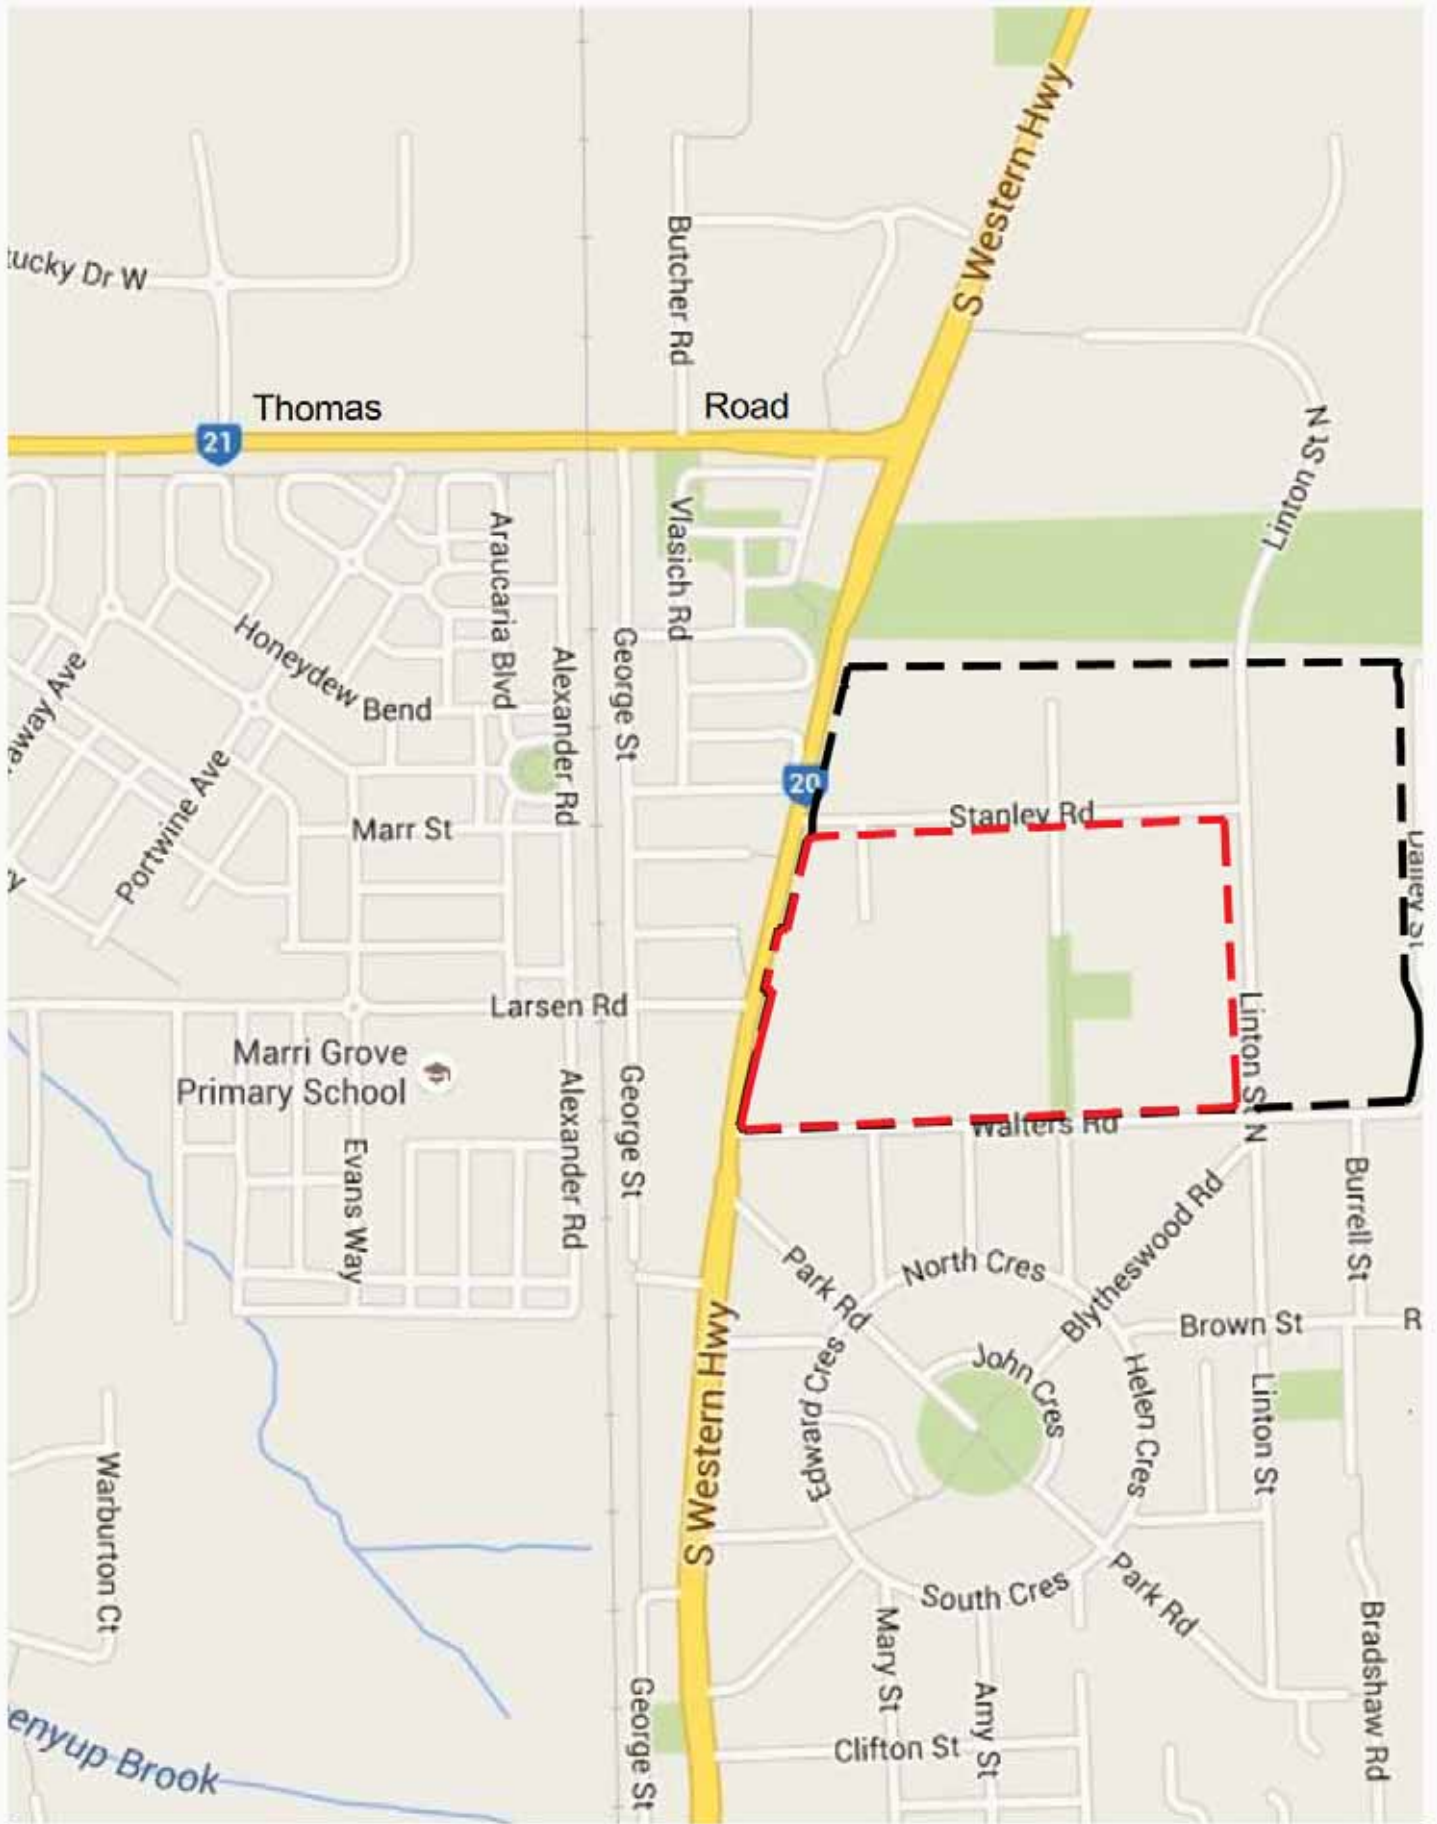 S Western Hwy
tucky Dr W
Butcher Rd
Thomas
Road
21
Linton St N
Vlasich Rd
Araucaria Blvd
Honeydew Bend
Alexander Rd
George St
away Ave
Portwine Ave
20
Stanley Rd
Marr St
Larsen Rd
Linton St N
Marri Grove
Primary School
Walters Rd
George St
Alexander Rd
Evans Way
Burrell St
Blytheswood Rd
North Cres
Park Rd
Brown St
R
S Western Hwy
Edward Cres
John Cres
Helen Cres
Linton St
Warburton Ct
South Cres
Park Rd
Mary St
Amy St
Bradshaw Rd
George St
Clifton St
enyup Brook